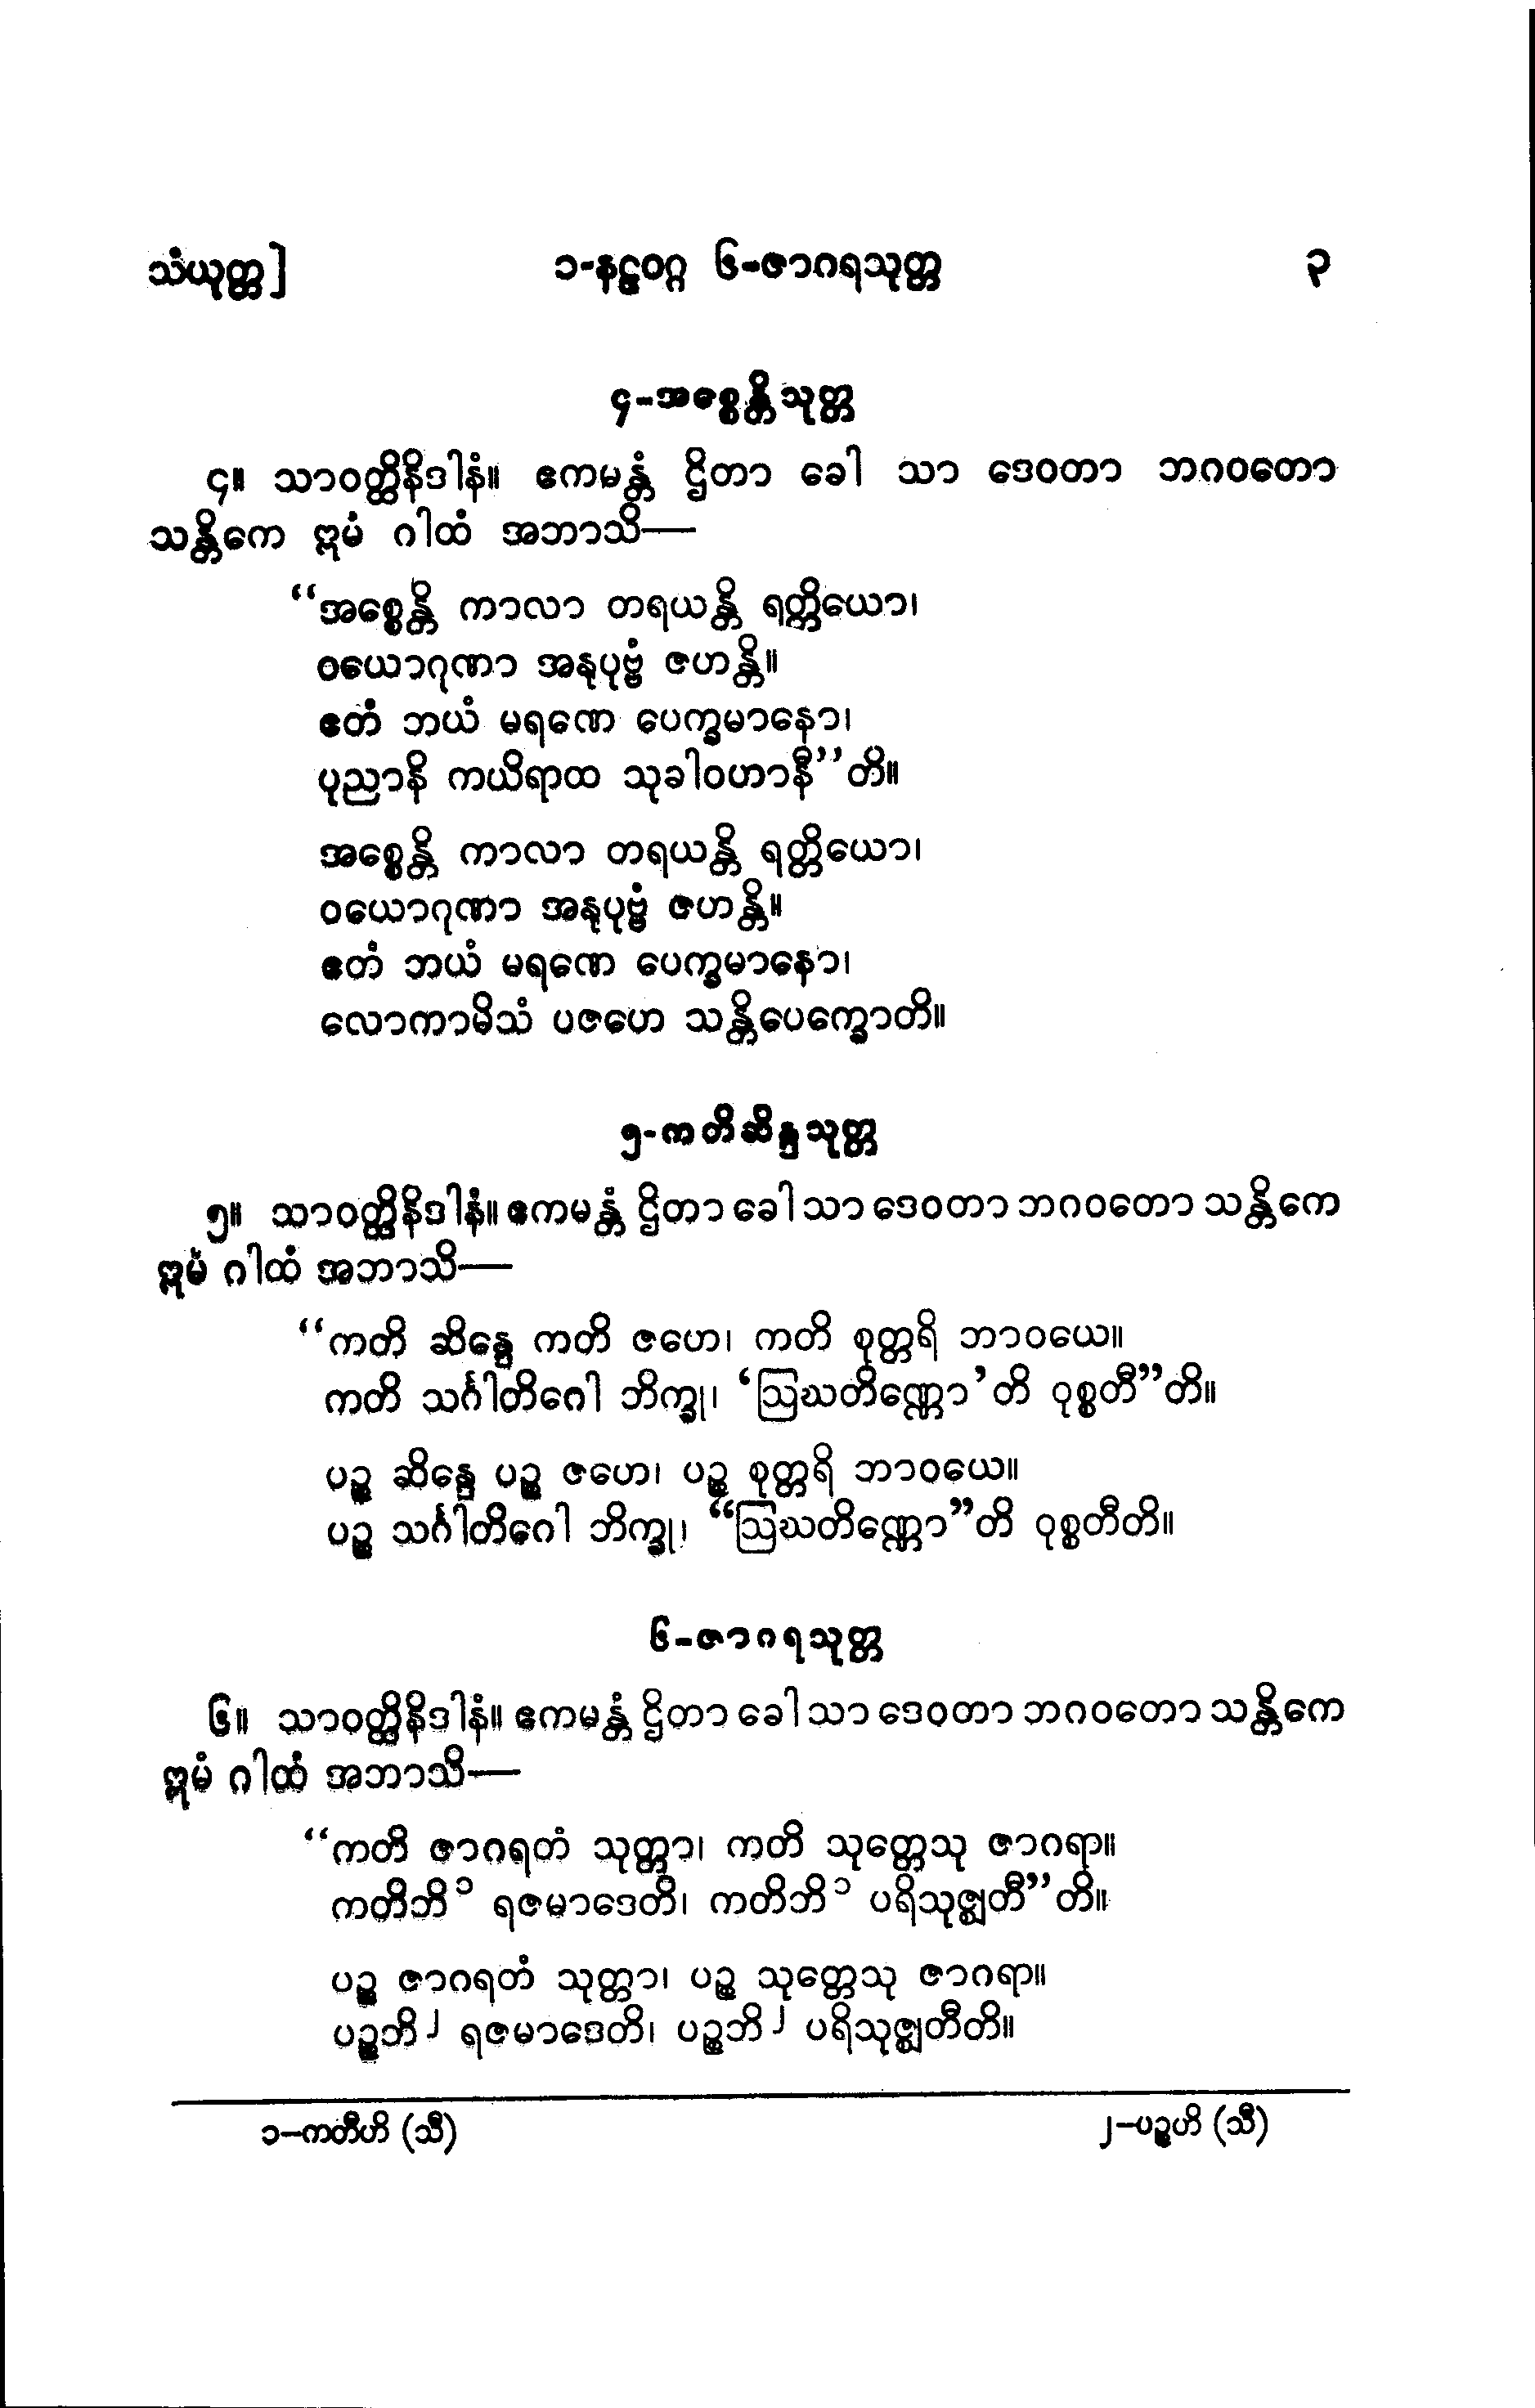 သံယုတ္တ]		၁-နဠဝဂ္ဂ ၆-ဇာဂရသုတ္တ		၃
၄-အစ္စေန္တိသုတ္တ
၄။ သာဝတ္ထိနိဒါနံ။ ဧကမန္တံ ဌိတာ ခေါ သာ ဒေဝတာ ဘဂဝတော
သန္တိကေ ဣမံ ဂါထံ အဘာသိ—
“အစ္စေန္တိ ကာလာ တရယန္တိ ရတ္တိယော၊
ဝယောဂုဏာ အနုပုဗ္ဗံ ဇဟန္တိ။
ဧတံ ဘယံ မရဏေ ပေက္ခမာနော၊
ပုညာနိ ကယိရာထ သုခါဝဟာနီ”တိ။
အစ္စေန္တိ ကာလာ တရယန္တိ ရတ္တိယော၊
ဝယောဂုဏာ အနုပုဗ္ဗံ ဇဟန္တိ။
ဧတံ ဘယံ မရဏေ ပေက္ခမာနော၊
လောကာမိသံ ပဇဟေ သန္တိပေက္ခောတိ။
၅-ကတိဆိန္ဒသုတ္တ
၅။ သာဝတ္ထိနိဒါနံ။ ဧကမန္တံ ဌိတာ ခေါ သာ ဒေဝတာ ဘဂဝတော သန္တိကေ
ဣမံ ဂါထံ အဘာသိ—
“ကတိ ဆိန္ဒေ ကတိ ဇဟေ၊ ကတိ စုတ္တရိ ဘာဝယေ။
ကတိ သင်္ဂါတိဂေါ ဘိက္ခု၊ ‘ဩဃတိဏ္ဏော’တိ ဝုစ္စတီ”တိ။
ပဉ္စ ဆိန္ဒေ ပဉ္စ ဇဟေ၊ ပဉ္စ စုတ္တရိ ဘာဝယေ။
ပဉ္စ သင်္ဂါတိဂေါ ဘိက္ခု၊ “ဩဃတိဏ္ဏော”တိ ဝုစ္စတီတိ။
၆-ဇာဂရသုတ္တ
၆။ သာဝတ္ထိနိဒါနံ။ ဧကမန္တံ ဌိတာ ခေါ သာ ဒေဝတာ ဘဂဝတော သန္တိကေ
ဣမံ ဂါထံ အဘာသိ—
“ကတိ ဇာဂရတံ သုတ္တာ၊ ကတိ သုတ္တေသု ဇာဂရာ။
ကတိဘိ၁ ရဇမာဒေတိ၊ ကတိဘိ၁ ပရိသုဇ္ဈတီ”တိ။
ပဉ္စ ဇာဂရတံ သုတ္တာ၊ ပဉ္စ သုတ္တေသု ဇာဂရာ။
ပဉ္စဘိ၂ ရဇမာဒေတိ၊ ပဉ္စဘိ၂ ပရိသုဇ္ဈတီတိ။
၁—ကတီဟိ (သီ)		၂—ပဉ္စဟိ (သီ)